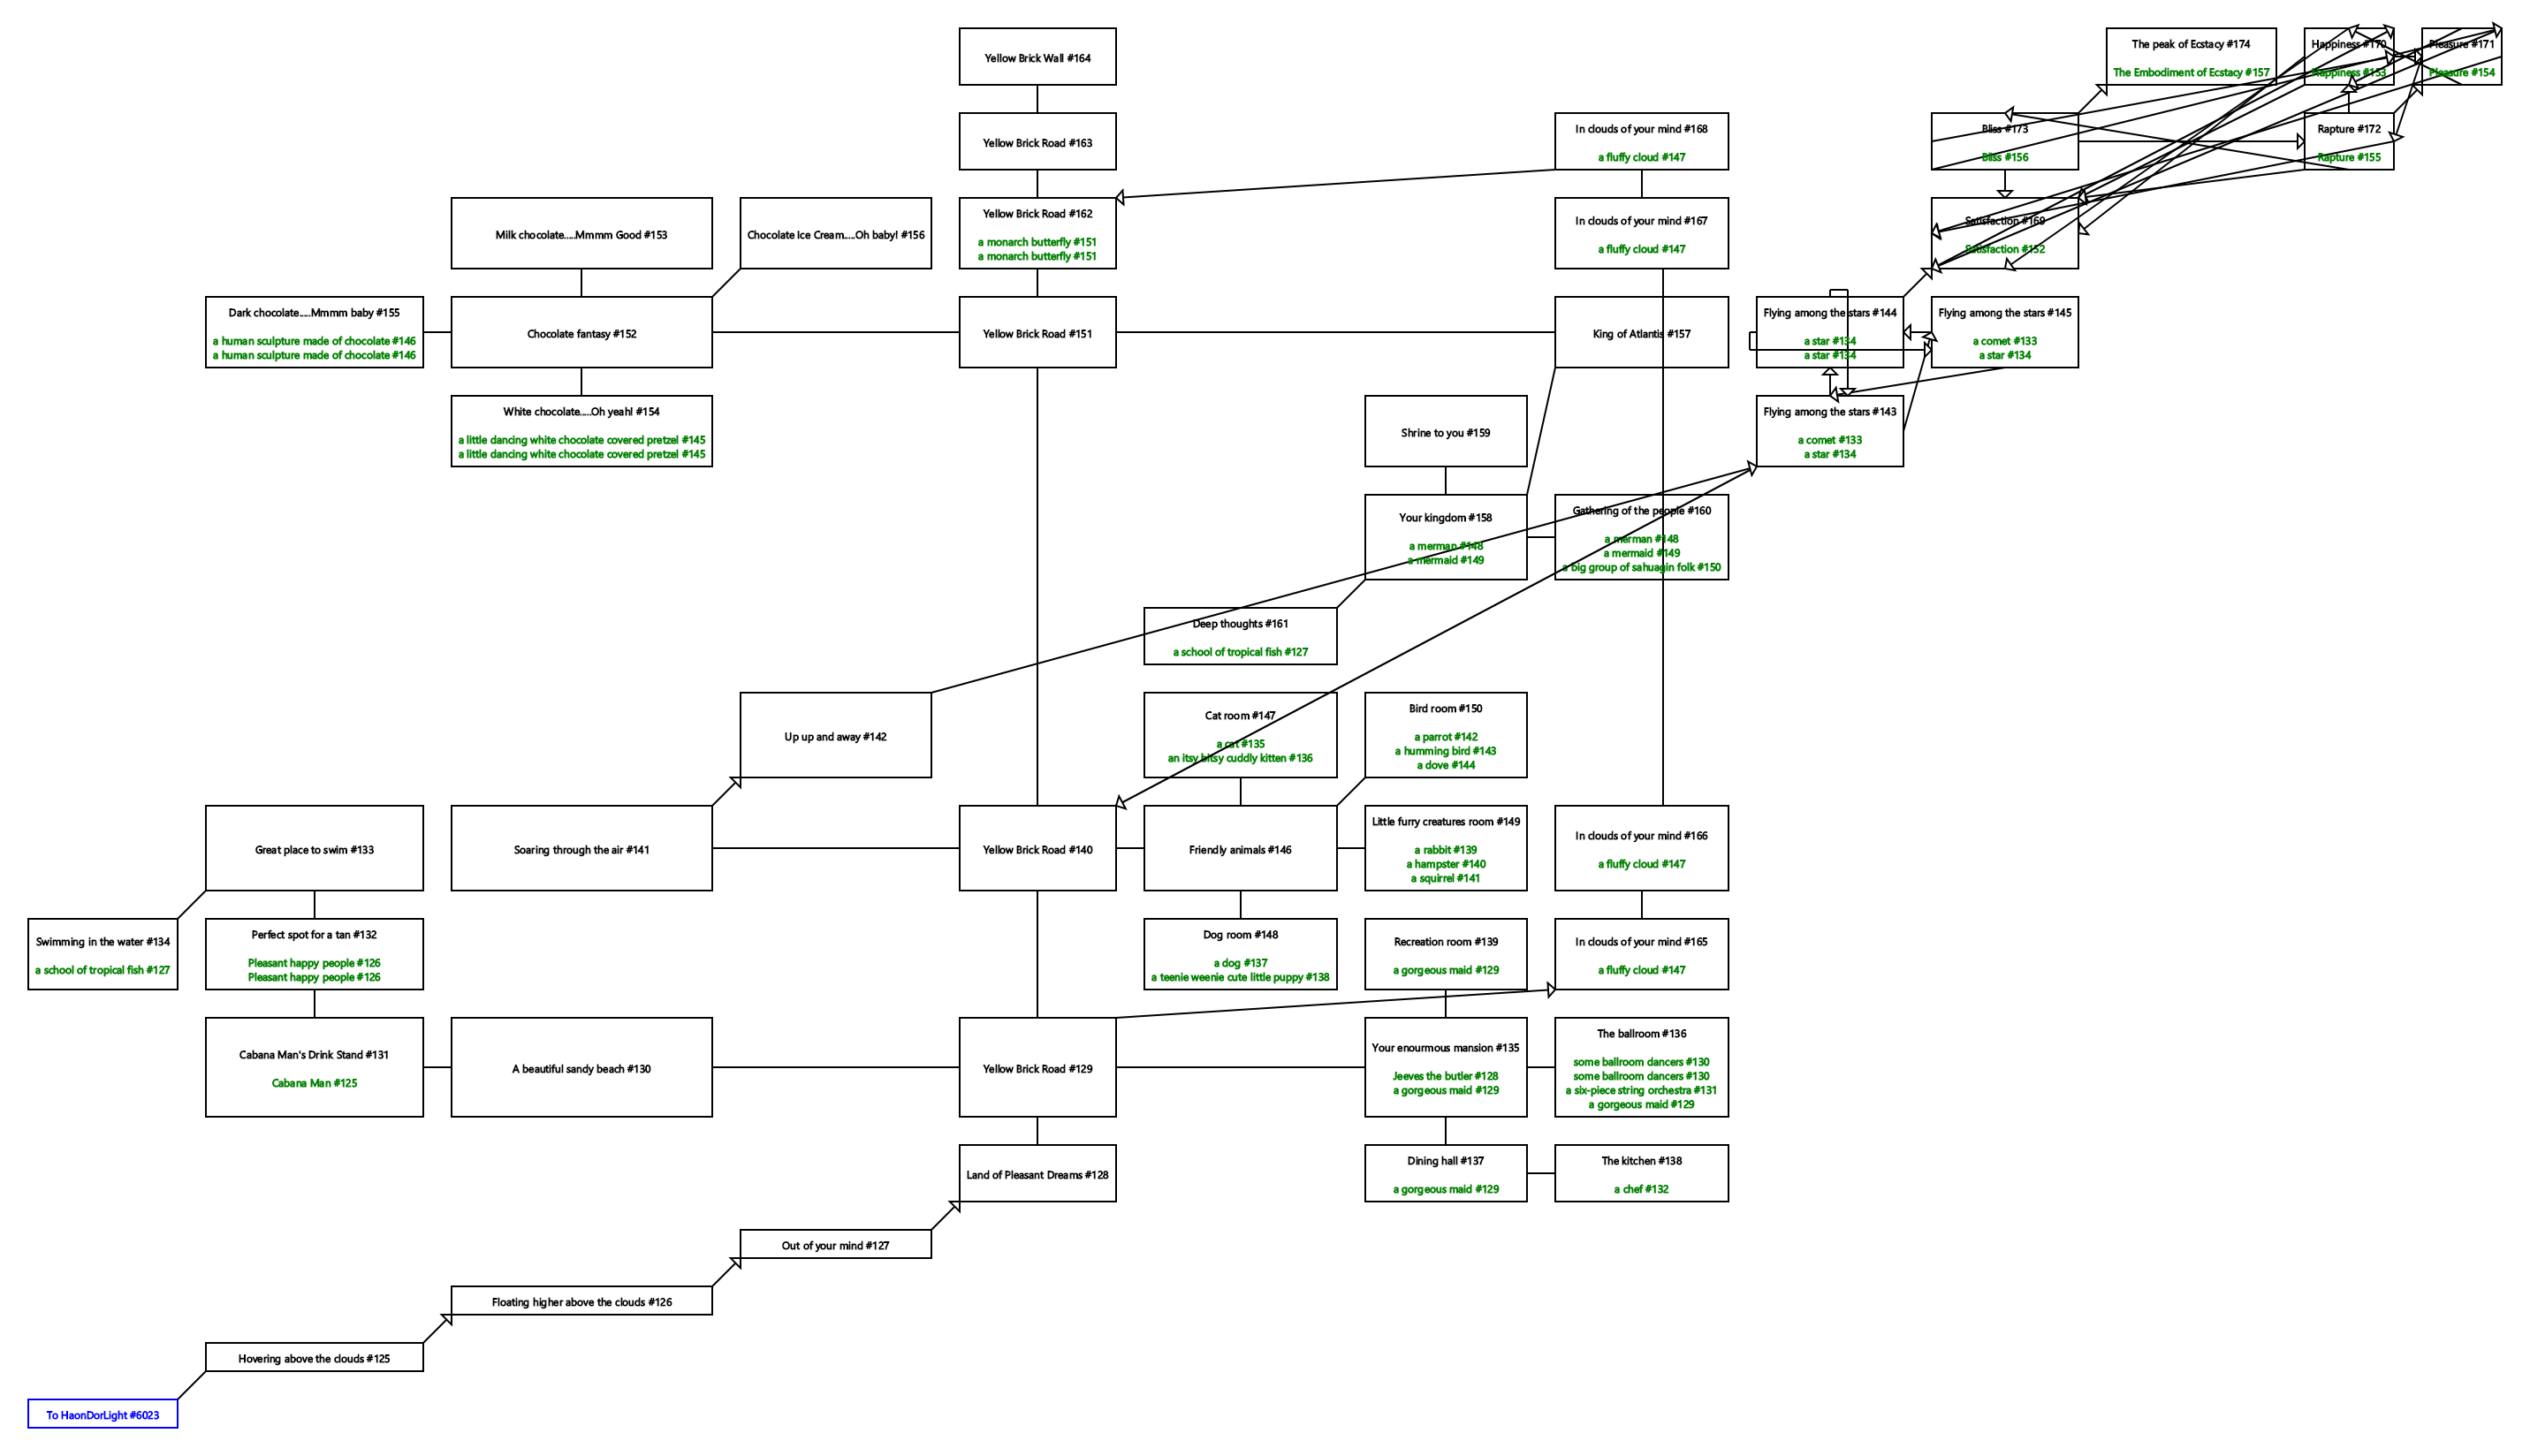 The peak of Ecstacy #174
The Embodiment of Ecstacy #157
Happiness #170
Happiness #153
Pleasure #171
Pleasure #154
Yellow Brick Wall #164
Yellow Brick Road #163
In clouds of your mind #168
a fluffy cloud #147
Bliss #173
Bliss #156
Rapture #172
Rapture #155
Milk chocolate.....Mmmm Good #153
Chocolate Ice Cream....Oh baby! #156
Yellow Brick Road #162
a monarch butterfly #151
a monarch butterfly #151
In clouds of your mind #167
a fluffy cloud #147
Satisfaction #169
Satisfaction #152
Dark chocolate.....Mmmm baby #155
a human sculpture made of chocolate #146
a human sculpture made of chocolate #146
Chocolate fantasy #152
Yellow Brick Road #151
King of Atlantis #157
Flying among the stars #144
a star #134
a star #134
Flying among the stars #145
a comet #133
a star #134
White chocolate.....Oh yeah! #154
a little dancing white chocolate covered pretzel #145
a little dancing white chocolate covered pretzel #145
Shrine to you #159
Flying among the stars #143
a comet #133
a star #134
Your kingdom #158
a merman #148
a mermaid #149
Gathering of the people #160
a merman #148
a mermaid #149
a big group of sahuagin folk #150
Deep thoughts #161
a school of tropical fish #127
Up up and away #142
Cat room #147
a cat #135
an itsy bitsy cuddly kitten #136
Bird room #150
a parrot #142
a humming bird #143
a dove #144
Great place to swim #133
Soaring through the air #141
Yellow Brick Road #140
Friendly animals #146
Little furry creatures room #149
a rabbit #139
a hampster #140
a squirrel #141
In clouds of your mind #166
a fluffy cloud #147
Swimming in the water #134
a school of tropical fish #127
Perfect spot for a tan #132
Pleasant happy people #126
Pleasant happy people #126
Dog room #148
a dog #137
a teenie weenie cute little puppy #138
Recreation room #139
a gorgeous maid #129
In clouds of your mind #165
a fluffy cloud #147
Cabana Man's Drink Stand #131
Cabana Man #125
A beautiful sandy beach #130
Yellow Brick Road #129
Your enourmous mansion #135
Jeeves the butler #128
a gorgeous maid #129
The ballroom #136
some ballroom dancers #130
some ballroom dancers #130
a six-piece string orchestra #131
a gorgeous maid #129
Land of Pleasant Dreams #128
Dining hall #137
a gorgeous maid #129
The kitchen #138
a chef #132
Out of your mind #127
Floating higher above the clouds #126
Hovering above the clouds #125
To HaonDorLight #6023